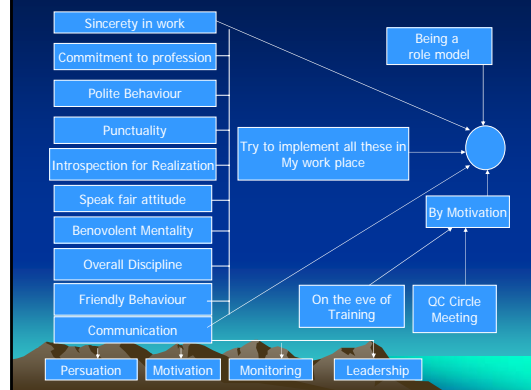 Sincerety in work
Commitment to profession
Polite Behaviour
Punctuality
Introspection for Realization
Speak fair attitude
Benovolent Mentality
Overall Discipline
Friendly Behaviour
Communication
Persuation
Motivation
Monitoring
Leadership
Being a
role model
Try to implement all these in
My work place
By Motivation
On the eve of
Training
QC Circle
Meeting